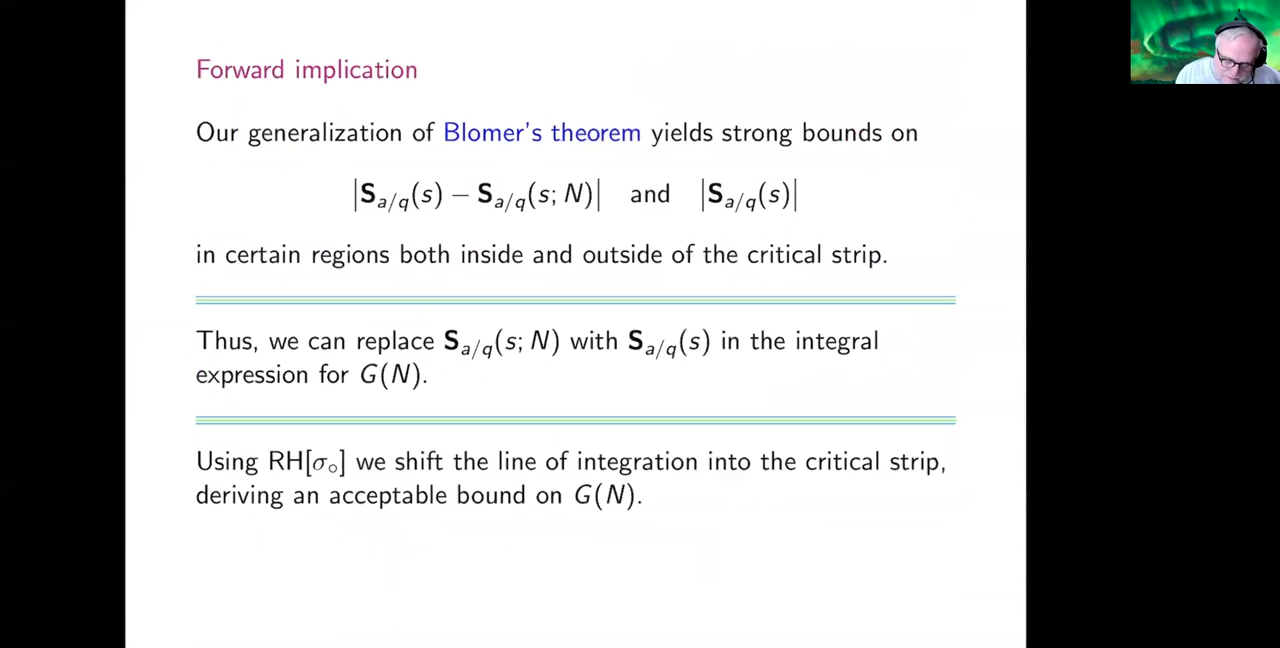 Forward implication
Our generalization of Blomer's theorem yields strong bounds on
|S_{a/q}(s) − S_{a/q}(s; N)| and |S_{a/q}(s)|
in certain regions both inside and outside of the critical strip.
Thus, we can replace S_{a/q}(s; N) with S_{a/q}(s) in the integral
expression for G(N).
Using RH[σ_○] we shift the line of integration into the critical strip,
deriving an acceptable bound on G(N).